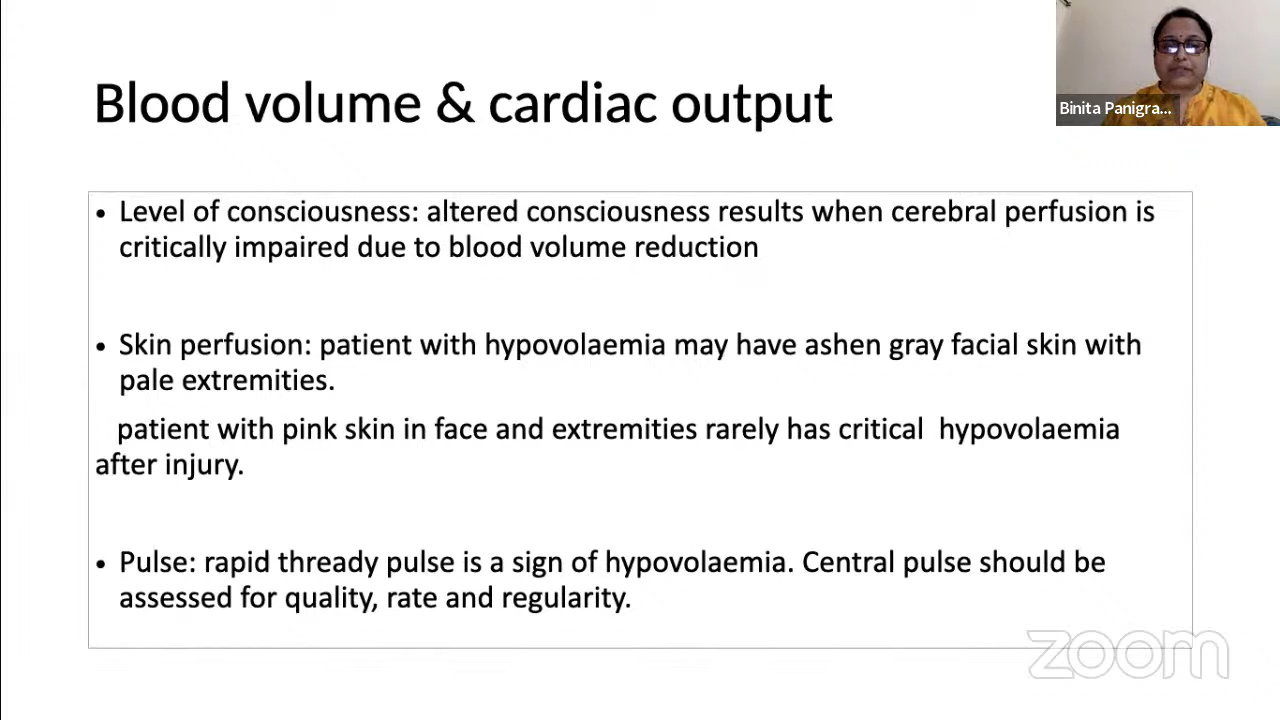 Blood volume & cardiac output
Binita Panigra...
• Level of consciousness: altered consciousness results when cerebral perfusion is
critically impaired due to blood volume reduction
• Skin perfusion: patient with hypovolaemia may have ashen gray facial skin with
pale extremities.
patient with pink skin in face and extremities rarely has critical hypovolaemia
after injury.
• Pulse: rapid thready pulse is a sign of hypovolaemia. Central pulse should be
assessed for quality, rate and regularity.
zoom